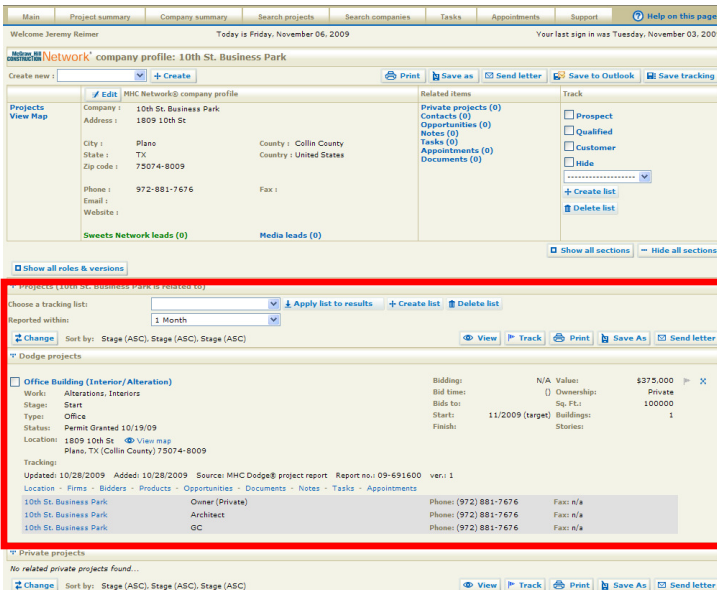 Main Project summary Company summary Search projects Search companies Tasks Appointments Support Help on this page
Welcome Jeremy Reimer Today is Friday, November 06, 2009 Your last sign in was Tuesday, November 03, 2009
McGraw Hill CONSTRUCTION Network® company profile: 10th St. Business Park
Create new : Create Print Save as Send letter Save to Outlook Save tracking
Projects
View Map
Edit MHC Network® company profile
Company : 10th St. Business Park
Address : 1809 10th St
City : Plano County : Collin County
State : TX Country : United States
Zip code : 75074-8009
Phone : 972-881-7676 Fax :
Email :
Website :
Sweets Network leads (0) Media leads (0)
Related items
Private projects (0)
Contacts (0)
Opportunities (0)
Notes (0)
Tasks (0)
Appointments (0)
Documents (0)
Track
Prospect
Qualified
Customer
Hide
-------------------
Create list
Delete list
Show all sections Hide all sections
Show all roles & versions
Projects (10th St. Business Park is related to)
Choose a tracking list: Apply list to results Create list Delete list
Reported within: 1 Month
Change Sort by: Stage (ASC), Stage (ASC), Stage (ASC) View Track Print Save As Send letter
Dodge projects
Office Building (Interior/Alteration) Bidding: N/A Value: $375,000
Work: Alterations, Interiors Bid time: () Ownership: Private
Stage: Start Bids to: Sq. Ft.: 100000
Type: Office Start: 11/2009 (target) Buildings: 1
Status: Permit Granted 10/19/09 Finish: Stories:
Location: 1809 10th St View map
Plano, TX (Collin County) 75074-8009
Tracking:
Updated: 10/28/2009 Added: 10/28/2009 Source: MHC Dodge® project report Report no.: 09-691600 ver.: 1
Location - Firms - Bidders - Products - Opportunities - Documents - Notes - Tasks - Appointments
10th St. Business Park Owner (Private) Phone: (972) 881-7676 Fax: n/a
10th St. Business Park Architect Phone: (972) 881-7676 Fax: n/a
10th St. Business Park GC Phone: (972) 881-7676 Fax: n/a
Private projects
No related private projects found...
Change Sort by: Stage (ASC), Stage (ASC), Stage (ASC) View Track Print Save As Send letter